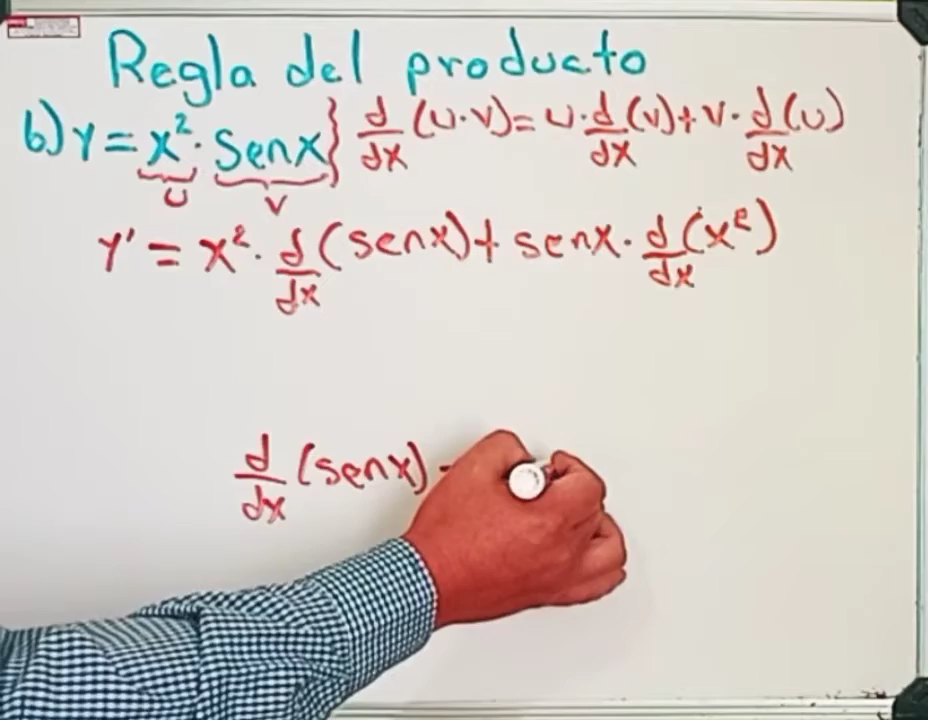 Regla del producto
b) Y = x² · Senx } d/dx (U·V) = U · d/dx (V) + V · d/dx (U)
U V
Y' = x² · d/dx (senx) + senx · d/dx (x²)
d/dx (senx)